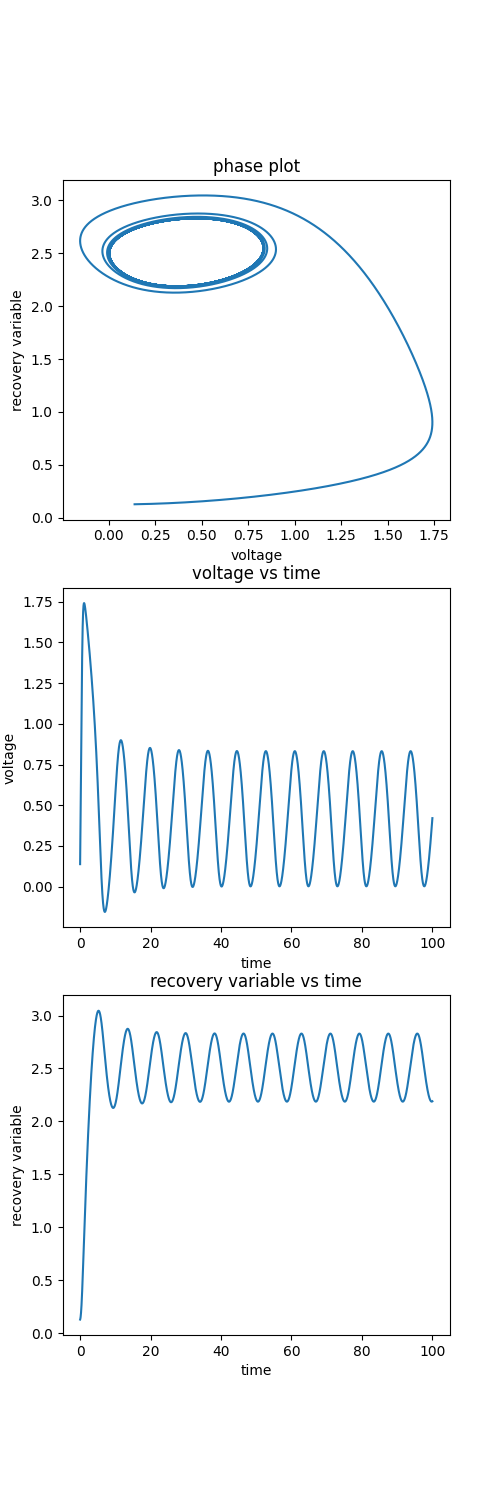 phase plot
3.0
2.5
2.0
1.5
1.0
0.5
0.0
recovery variable
0.00 0.25 0.50 0.75 1.00 1.25 1.50 1.75
voltage
voltage vs time
1.75
1.50
1.25
1.00
0.75
0.50
0.25
0.00
voltage
0 20 40 60 80 100
time
recovery variable vs time
3.0
2.5
2.0
1.5
1.0
0.5
0.0
recovery variable
0 20 40 60 80 100
time